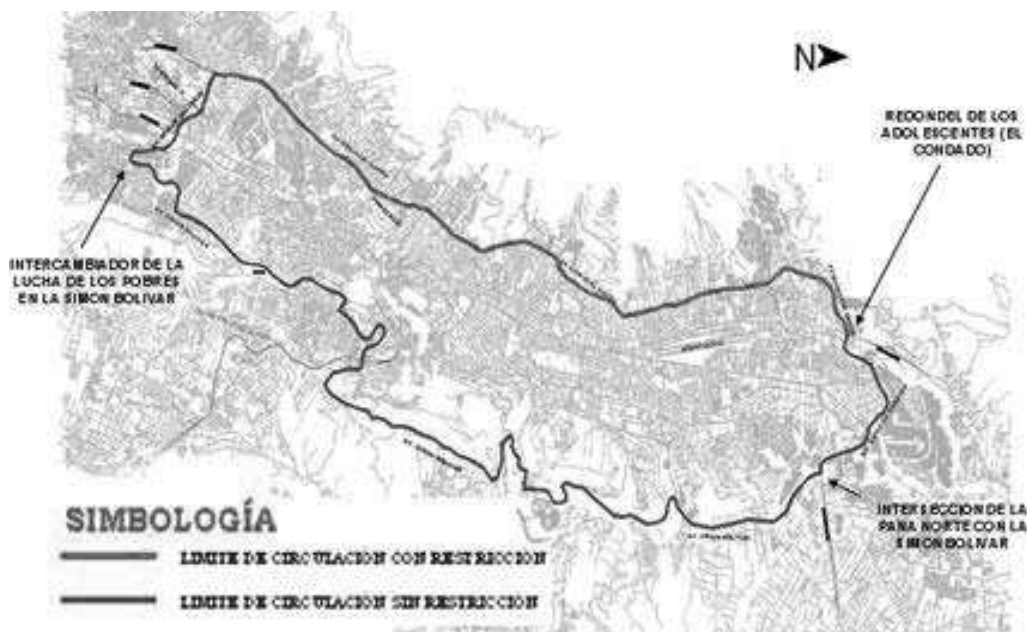 N
REDONDEL DE LOS
ADOLESCENTES (EL
CONDADO)
INTERCAMBIADOR DE LA
LUCHA DE LOS POBRES
EN LA SIMON BOLIVAR
INTERSECCION DE LA
PANA NORTE CON LA
SIMON BOLIVAR
SIMBOLOGÍA
LIMITE DE CIRCULACION CON RESTRICCION
LIMITE DE CIRCULACION SIN RESTRICCION